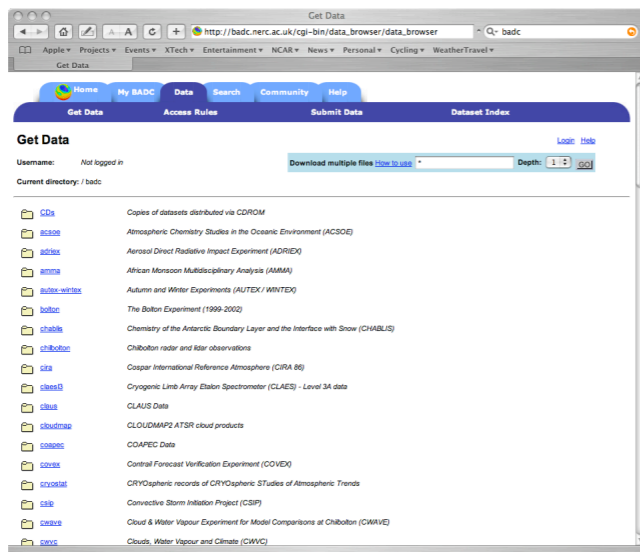 Get Data
A A C + http://badc.nerc.ac.uk/cgi-bin/data_browser/data_browser Q- badc
Apple Projects Events XTech Entertainment NCAR News Personal Cycling WeatherTravel
Get Data
Home My BADC Data Search Community Help
Get Data Access Rules Submit Data Dataset Index
Get Data Login Help
Username: Not logged in Download multiple files How to use * Depth: 1 GO!
Current directory: / badc
CDs Copies of datasets distributed via CDROM
acsoe Atmospheric Chemistry Studies in the Oceanic Environment (ACSOE)
adriex Aerosol Direct Radiative Impact Experiment (ADRIEX)
amma African Monsoon Multidisciplinary Analysis (AMMA)
autex-wintex Autumn and Winter Experiments (AUTEX / WINTEX)
bolton The Bolton Experiment (1999-2002)
chablis Chemistry of the Antarctic Boundary Layer and the Interface with Snow (CHABLIS)
chilbolton Chilbolton radar and lidar observations
cira Cospar International Reference Atmosphere (CIRA 86)
claesl3 Cryogenic Limb Array Etalon Spectrometer (CLAES) - Level 3A data
claus CLAUS Data
cloudmap CLOUDMAP2 ATSR cloud products
coapec COAPEC Data
covex Contrail Forecast Verification Experiment (COVEX)
cryostat CRYOspheric records of CRYOspheric STudies of Atmospheric Trends
csip Convective Storm Initiation Project (CSIP)
cwave Cloud & Water Vapour Experiment for Model Comparisons at Chilbolton (CWAVE)
cwvc Clouds, Water Vapour and Climate (CWVC)